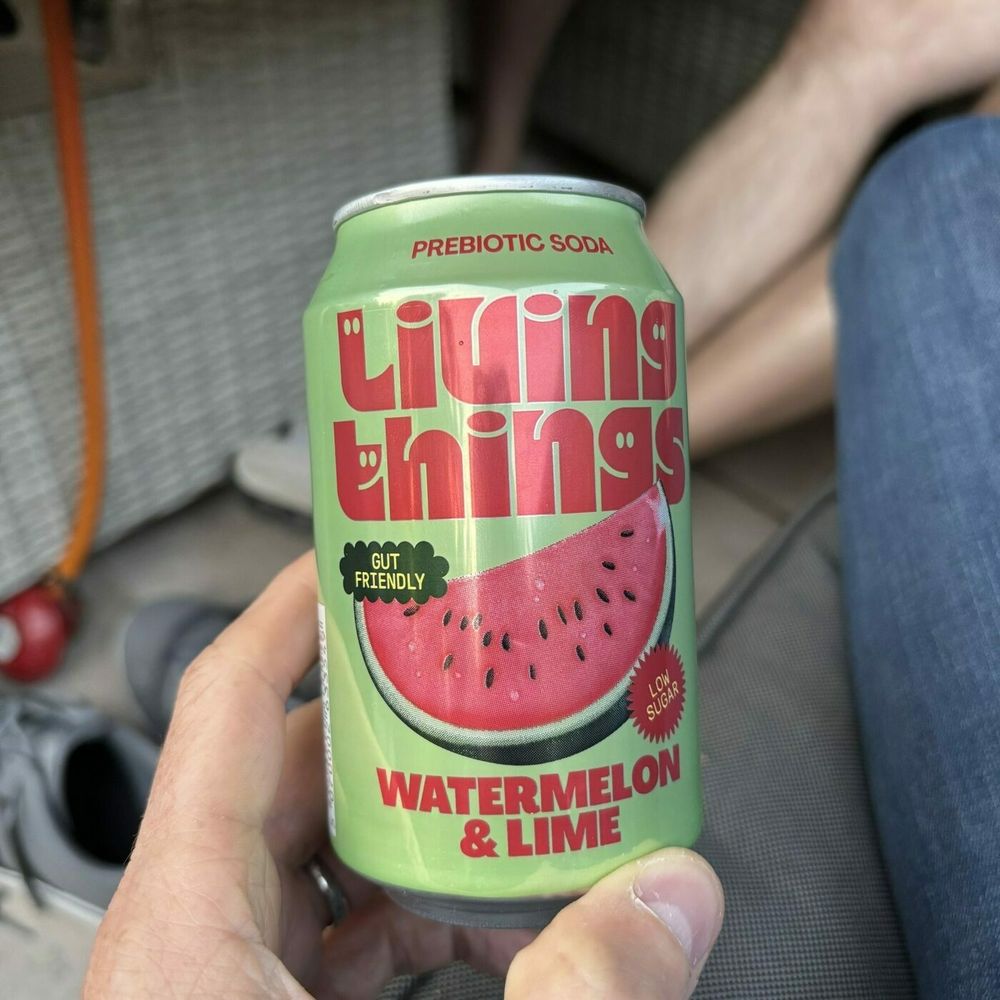 PREBIOTIC SODA
Living
things
GUT
FRIENDLY
LOW
SUGAR
WATERMELON
& LIME